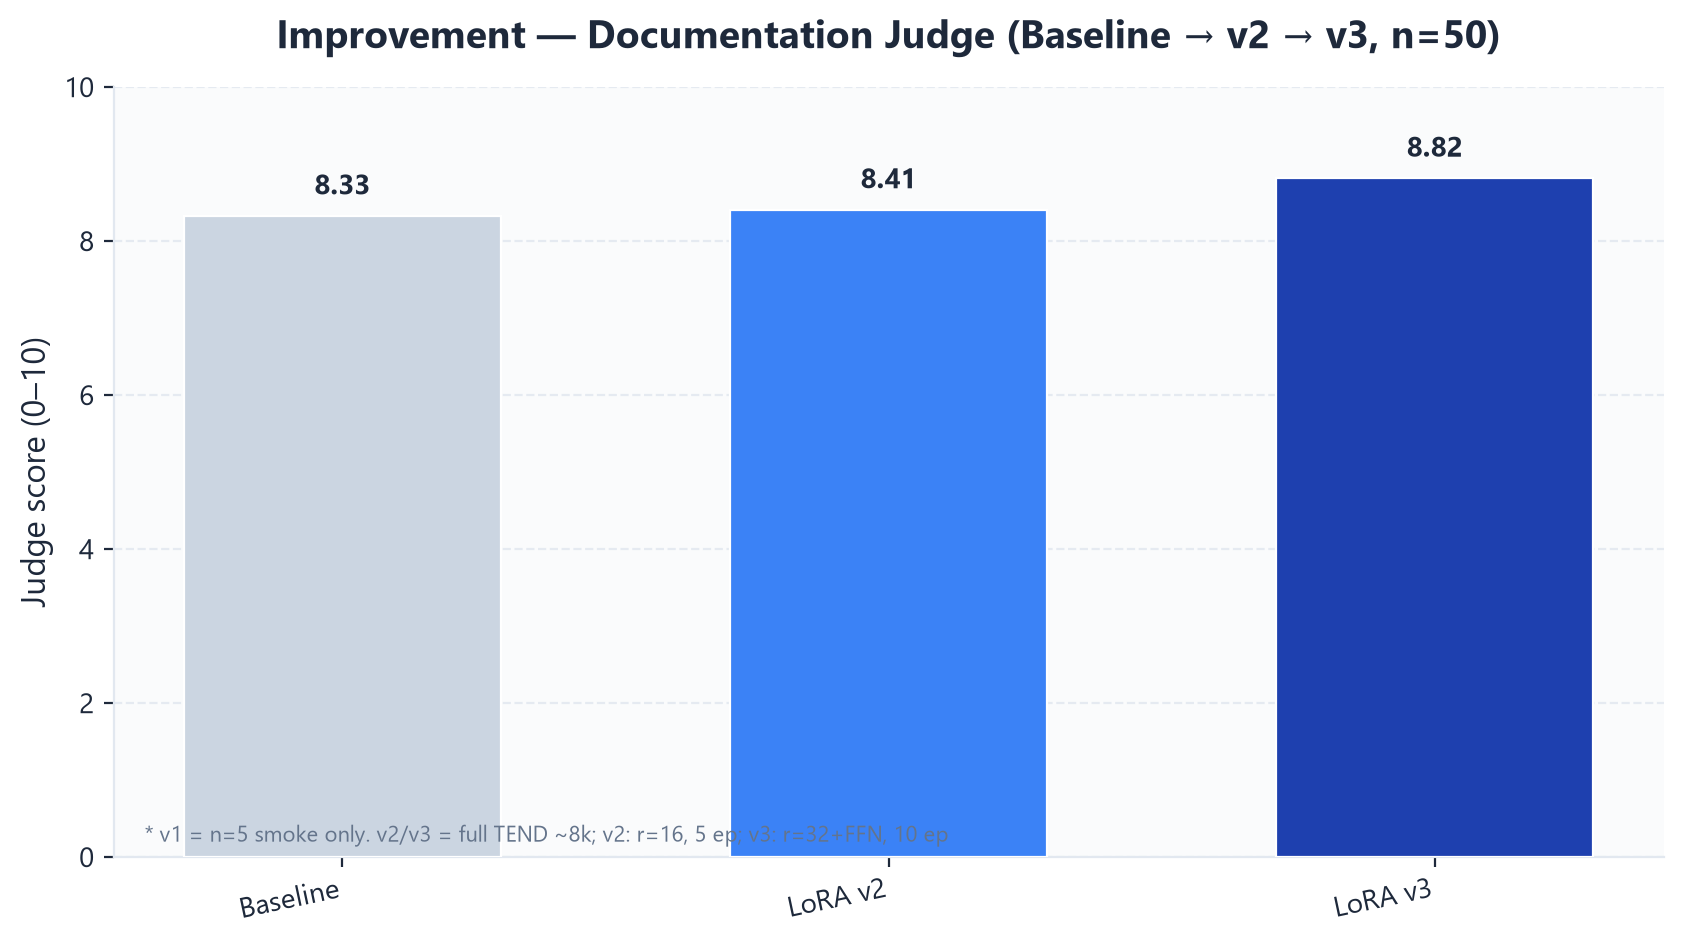 Improvement — Documentation Judge (Baseline → v2 → v3, n=50)
10
8
6
4
2
0
Judge score (0–10)
8.33
8.41
8.82
* v1 = n=5 smoke only. v2/v3 = full TEND ~8k; v2: r=16, 5 ep; v3: r=32+FFN, 10 ep
Baseline
LoRA v2
LoRA v3